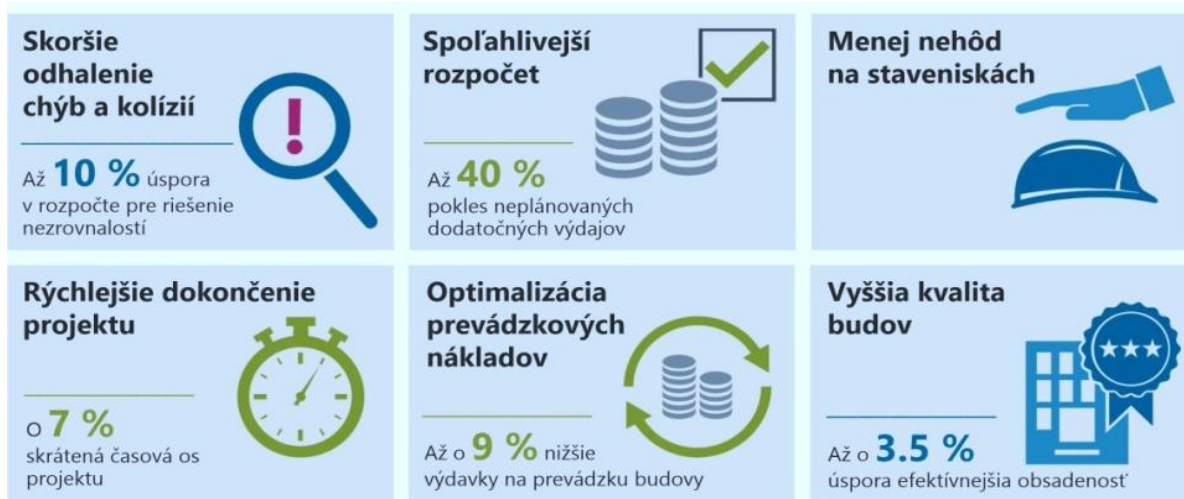 Skoršie
odhalenie
chýb a kolízií
Až 10 % úspora
v rozpočte pre riešenie
nezrovnalostí
Spoľahlivejší
rozpočet
Až 40 %
pokles neplánovaných
dodatočných výdajov
Menej nehôd
na staveniskách
Rýchlejšie dokončenie
projektu
O 7 %
skrátená časová os
projektu
Optimalizácia
prevádzkových
nákladov
Až o 9 % nižšie
výdavky na prevádzku budovy
Vyššia kvalita
budov
Až o 3.5 %
úspora efektívnejšia obsadenosť